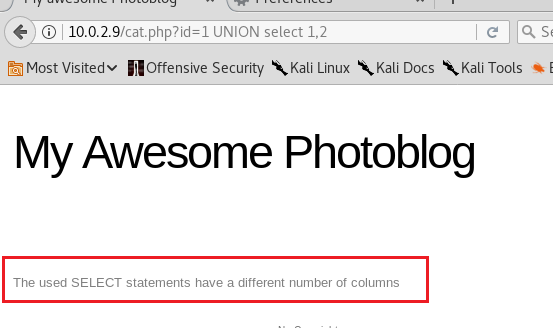 My awesome Photoblog × Preferences ×
10.0.2.9/cat.php?id=1 UNION select 1,2
Most Visited Offensive Security Kali Linux Kali Docs Kali Tools
My Awesome Photoblog
The used SELECT statements have a different number of columns